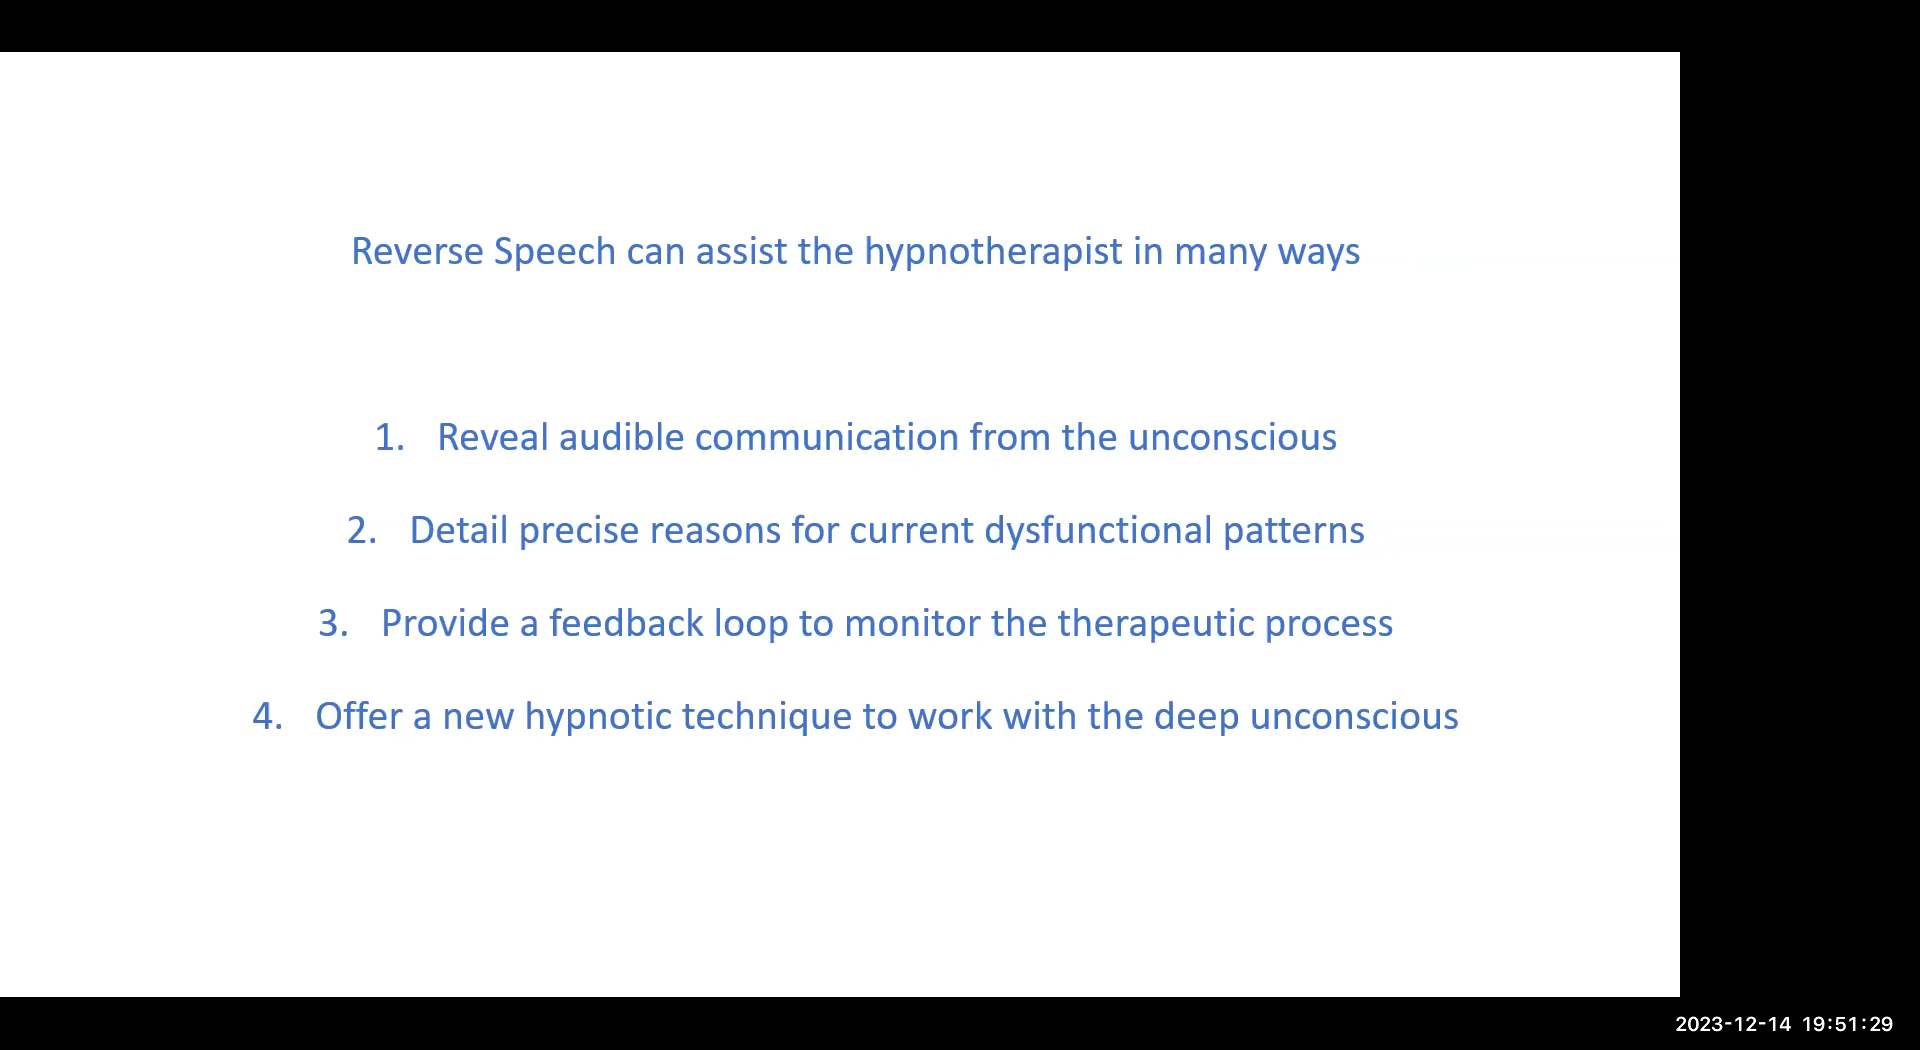 Reverse Speech can assist the hypnotherapist in many ways
1. Reveal audible communication from the unconscious
2. Detail precise reasons for current dysfunctional patterns
3. Provide a feedback loop to monitor the therapeutic process
4. Offer a new hypnotic technique to work with the deep unconscious
2023-12-14 19:51:29